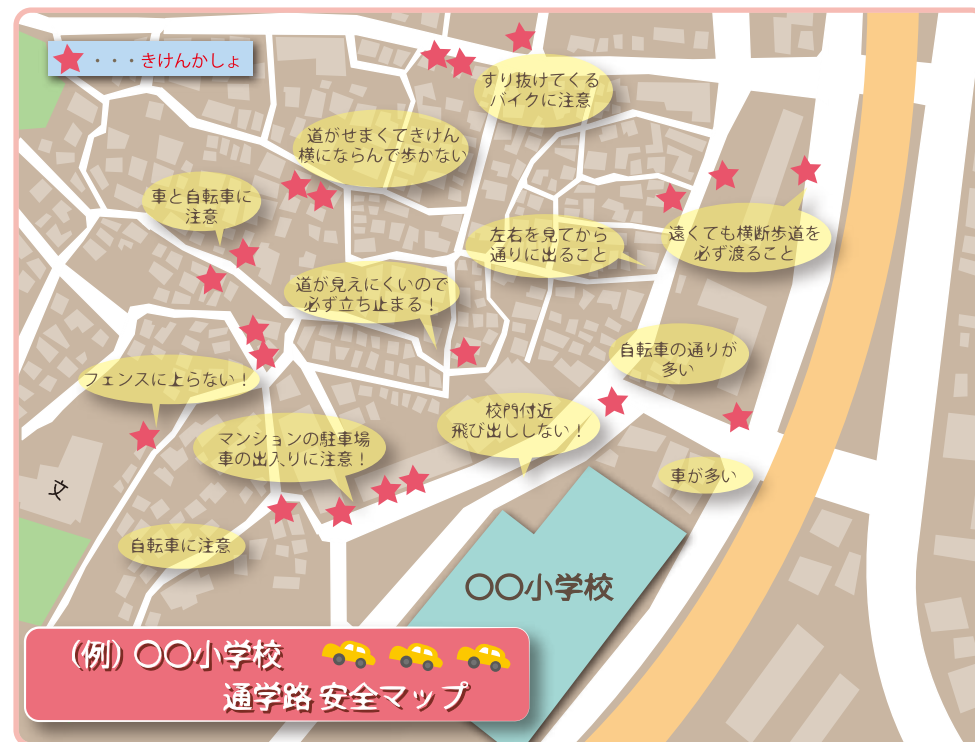 ・・・きけんかしょ
すり抜けてくる
バイクに注意
道がせまくてきけん
横にならんで歩かない
車と自転車に
注意
左右を見てから
通りに出ること
遠くても横断歩道を
必ず渡ること
道が見えにくいので
必ず立ち止まる！
自転車の通りが
多い
フェンスに上らない！
校門付近
飛び出ししない！
マンションの駐車場
車の出入りに注意！
車が多い
文
自転車に注意
〇〇小学校
（例）〇〇小学校
通学路 安全マップ